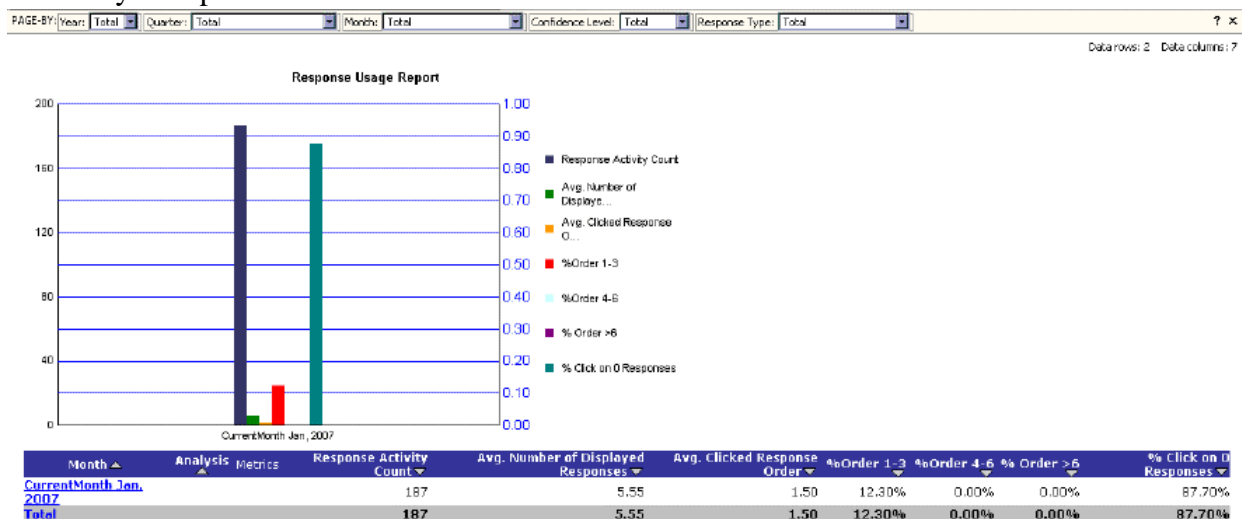 PAGE-BY: Year: Total Quarter: Total Month: Total Confidence Level: Total Response Type: Total ? ×
Data rows: 2 Data columns: 7
Response Usage Report
200
160
120
80
40
0
1.00
0.90
0.80
0.70
0.60
0.50
0.40
0.30
0.20
0.10
0.00
CurrentMonth Jan, 2007
Response Activity Count
Avg. Number of
Displaye...
Avg. Clicked Response
O...
%Order 1-3
%Order 4-6
% Order >6
% Click on 0 Responses
Month Analysis Metrics Response Activity Count Avg. Number of Displayed Responses Avg. Clicked Response Order %Order 1-3 %Order 4-6 % Order >6 % Click on 0 Responses
CurrentMonth Jan, 2007 187 5.55 1.50 12.30% 0.00% 0.00% 87.70%
Total 187 5.55 1.50 12.30% 0.00% 0.00% 87.70%